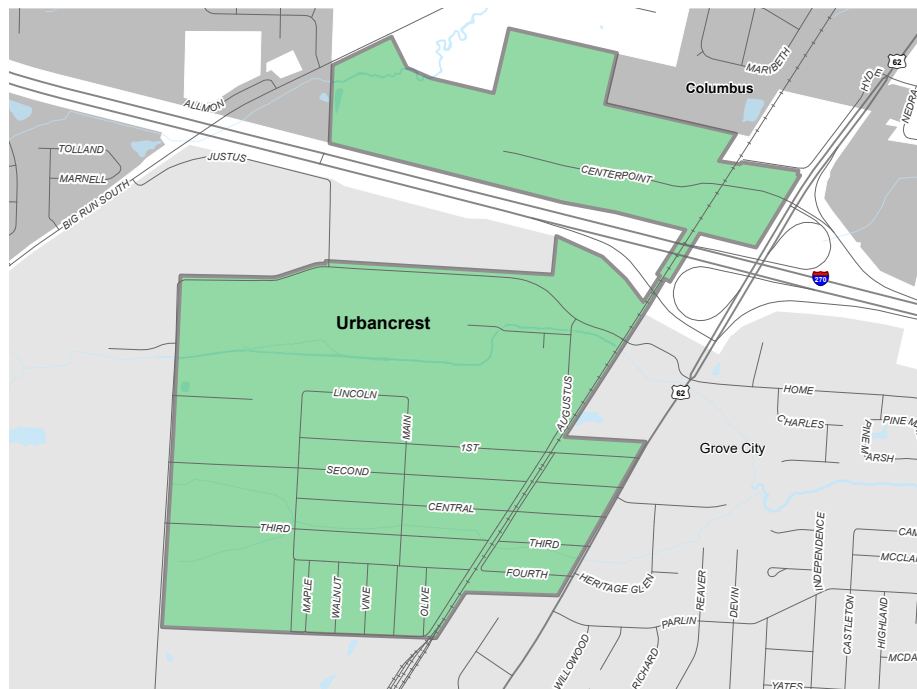 MARYBETH
62
Columbus
HYDE
NEDRA
ALLMON
TOLLAND
JUSTUS
MARNELL
CENTERPOINT
BIG RUN SOUTH
270
Urbancrest
AUGUSTUS
LINCOLN
62
HOME
MAIN
CHARLES
PINE M
PINE M
1ST
Grove City
ARSH
SECOND
CENTRAL
THIRD
THIRD
INDEPENDENCE
CAM
MCCLA
FOURTH
HERITAGE GLEN
MAPLE
WALNUT
VINE
OLIVE
REAVER
DEVIN
CASTLETON
HIGHLAND
PARLIN
WILLOWOOD
RICHARD
MCDA
YATES